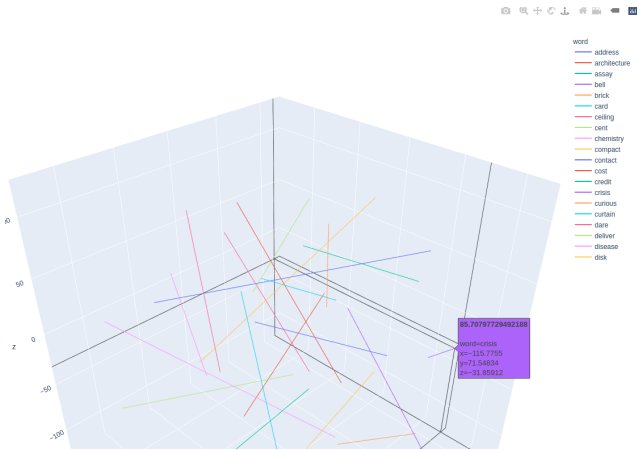 word
address
architecture
assay
bell
brick
card
ceiling
cent
chemistry
compact
contact
cost
credit
crisis
curious
curtain
dare
deliver
disease
disk
50
z
0
−50
−100
85.70797729492188
word=crisis
x=−115.7755
y=71.54834
z=−31.85912